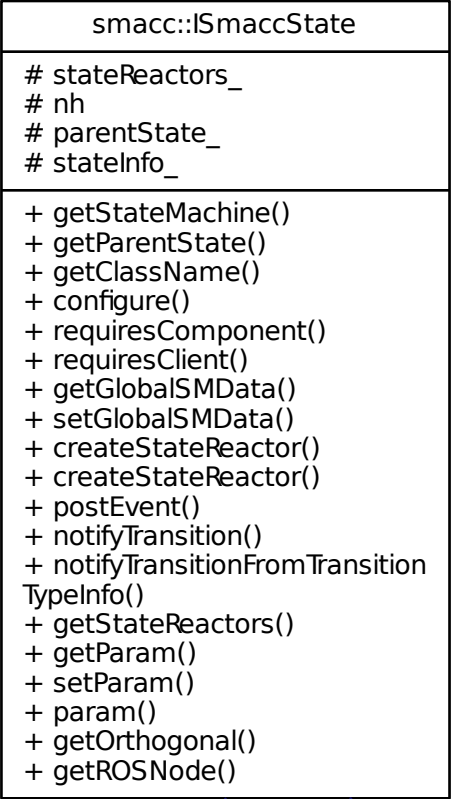 smacc::ISmaccState
# stateReactors_
# nh
# parentState_
# stateInfo_
+ getStateMachine()
+ getParentState()
+ getClassName()
+ configure()
+ requiresComponent()
+ requiresClient()
+ getGlobalSMData()
+ setGlobalSMData()
+ createStateReactor()
+ createStateReactor()
+ postEvent()
+ notifyTransition()
+ notifyTransitionFromTransition
TypeInfo()
+ getStateReactors()
+ getParam()
+ setParam()
+ param()
+ getOrthogonal()
+ getROSNode()